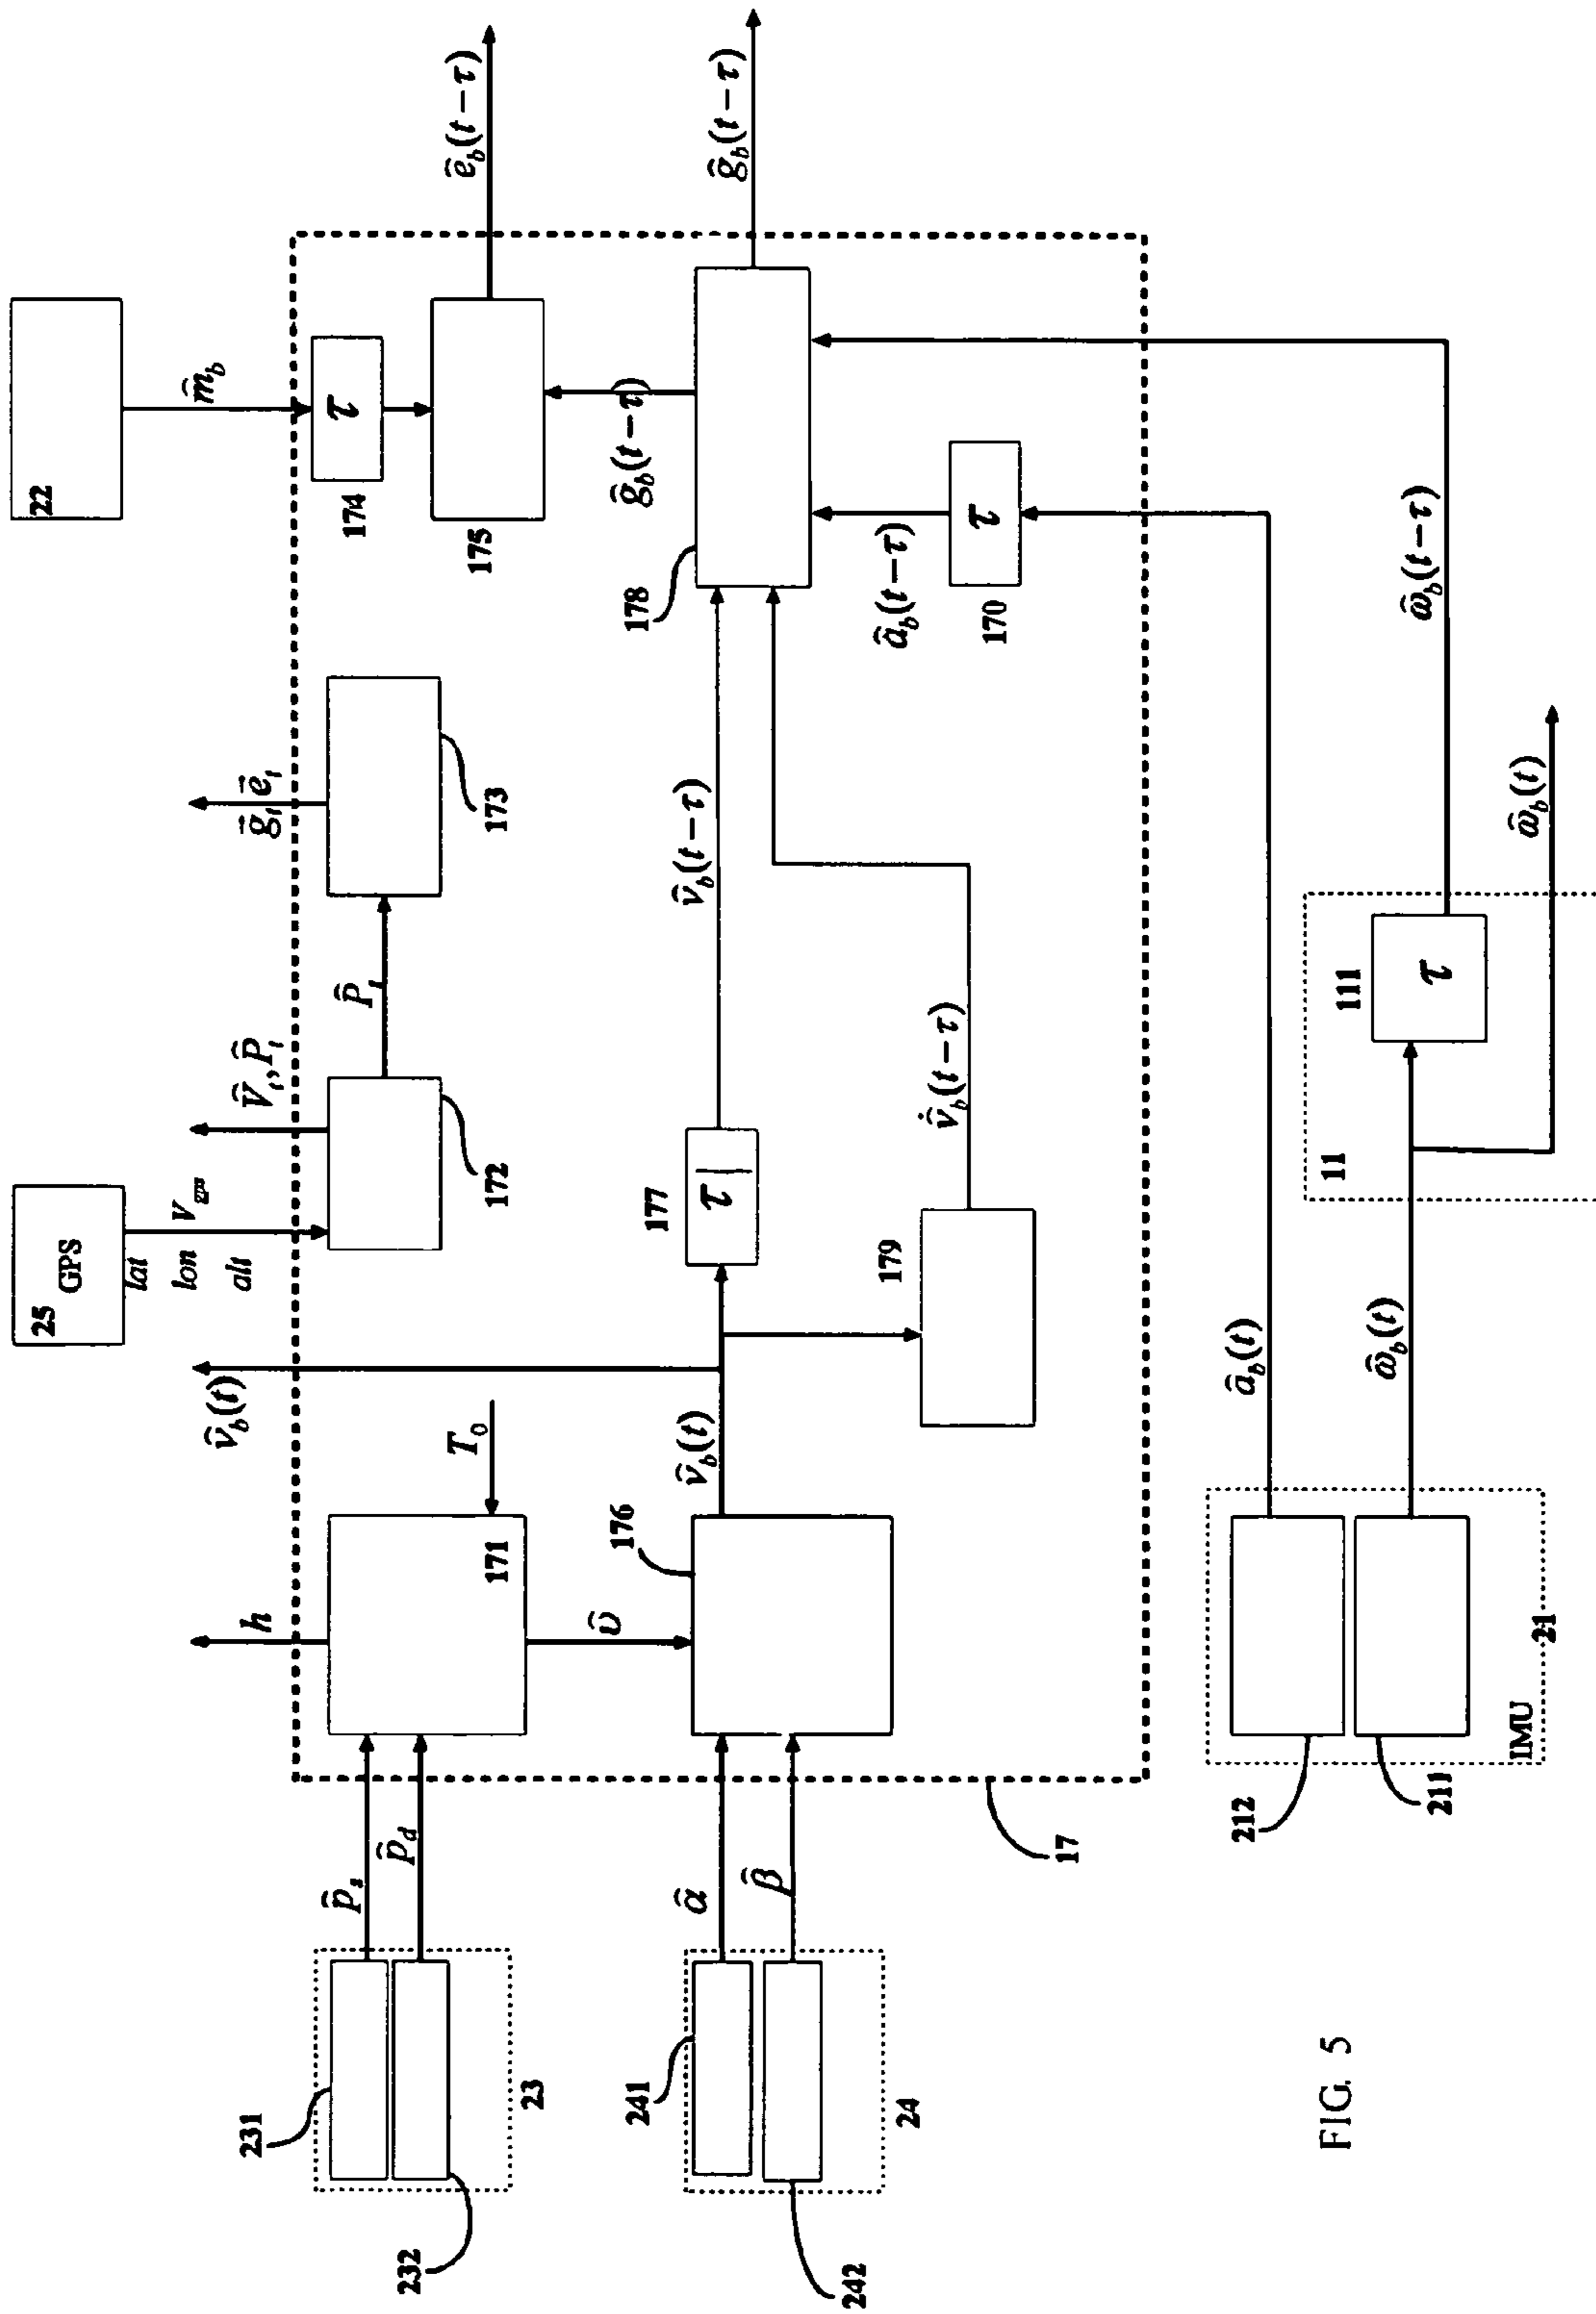 22
25
GPS
lat
lon
alt
V_gps
m̂_b
h
v̂_b(t)
V̂_t, P̂_t
g⃗_t e⃗_t
ê_b(t−τ)
231
p̂_s
p̂_d
T_0
171
172
P̂_t
173
174
τ
175
232
23
υ̂
ĝ_b(t−τ)
ĝ_b(t−τ)
241
α̂
β̂
176
v̂_b(t)
177
τ
v̂_b(t−τ)
178
242
24
179
v̇̂_b(t−τ)
â_b(t−τ)
170
τ
17
212
211
IMU
21
â_b(t)
ω̂_b(t)
11
111
τ
ω̂_b(t−τ)
ω̂_b(t)
FIG. 5